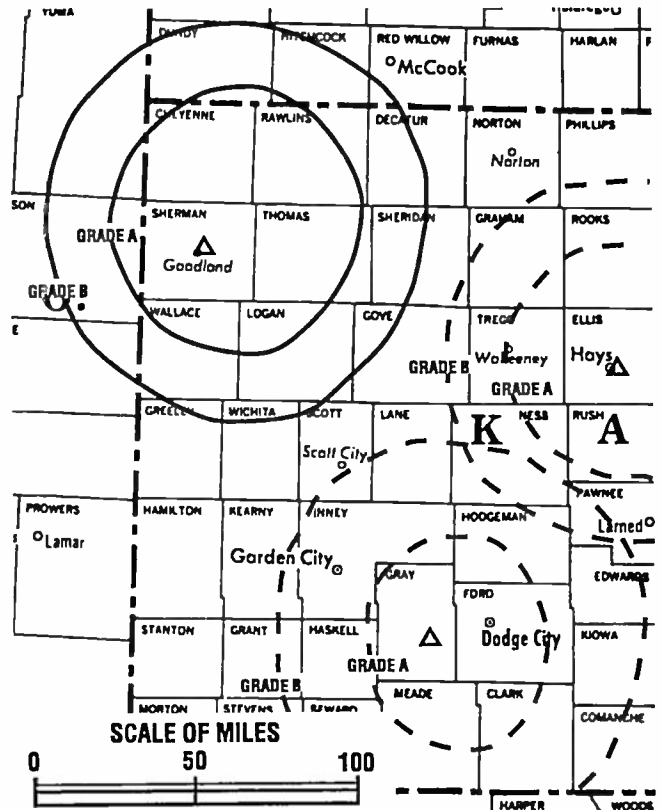 YUMA
DUNDY
HITCHCOCK
RED WILLOW
FURNAS
HARLAN
McCook
CHEYENNE
RAWLINS
DECATUR
NORTON
PHILLIPS
Norton
SON
SHERMAN
THOMAS
SHERIDAN
GRAHAM
ROOKS
GRADE A
Goodland
GRADE B
WALLACE
LOGAN
GOVE
TREGO
ELLIS
E
GRADE B
Wakeeney
Hays
GRADE A
GREELEY
WICHITA
SCOTT
LANE
K
NESS
RUSH
A
Scott City
PAWNEE
PROWERS
HAMILTON
KEARNY
INNEY
HODGEMAN
Larned
Lamar
Garden City
GRAY
EDWARDS
FORD
STANTON
GRANT
HASKELL
Dodge City
KIOWA
GRADE A
GRADE B
MEADE
CLARK
MORTON
STEVENS
SEWARD
COMANCHE
SCALE OF MILES
0 50 100
HARPER
WOODS